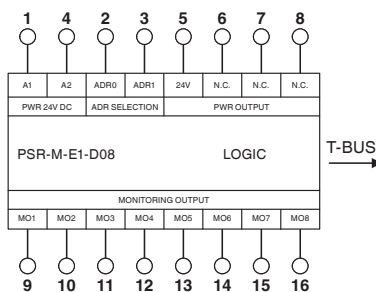 1 4 2 3 5 6 7 8
A1 A2 ADR0 ADR1 24V N.C. N.C. N.C.
PWR 24V DC ADR SELECTION PWR OUTPUT
PSR-M-E1-D08 LOGIC
T-BUS
MONITORING OUTPUT
MO1 MO2 MO3 MO4 MO5 MO6 MO7 MO8
9 10 11 12 13 14 15 16